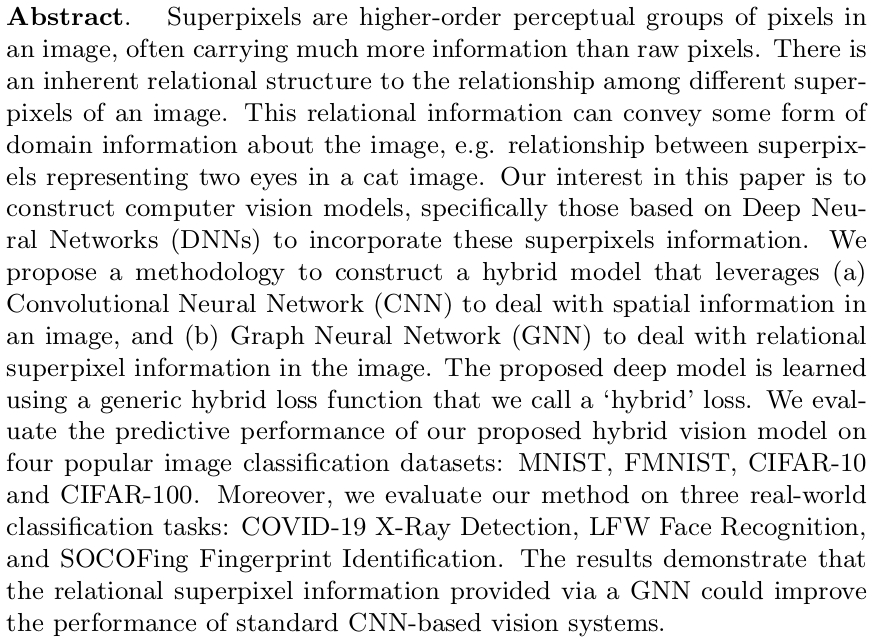 Abstract. Superpixels are higher-order perceptual groups of pixels in
an image, often carrying much more information than raw pixels. There is
an inherent relational structure to the relationship among different super-
pixels of an image. This relational information can convey some form of
domain information about the image, e.g. relationship between superpix-
els representing two eyes in a cat image. Our interest in this paper is to
construct computer vision models, specifically those based on Deep Neu-
ral Networks (DNNs) to incorporate these superpixels information. We
propose a methodology to construct a hybrid model that leverages (a)
Convolutional Neural Network (CNN) to deal with spatial information in
an image, and (b) Graph Neural Network (GNN) to deal with relational
superpixel information in the image. The proposed deep model is learned
using a generic hybrid loss function that we call a ‘hybrid’ loss. We eval-
uate the predictive performance of our proposed hybrid vision model on
four popular image classification datasets: MNIST, FMNIST, CIFAR-10
and CIFAR-100. Moreover, we evaluate our method on three real-world
classification tasks: COVID-19 X-Ray Detection, LFW Face Recognition,
and SOCOFing Fingerprint Identification. The results demonstrate that
the relational superpixel information provided via a GNN could improve
the performance of standard CNN-based vision systems.